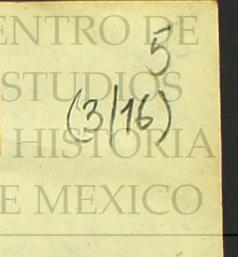 ENTRO DE
5
STUDIOS
(3/16)
HISTORIA
E MEXICO